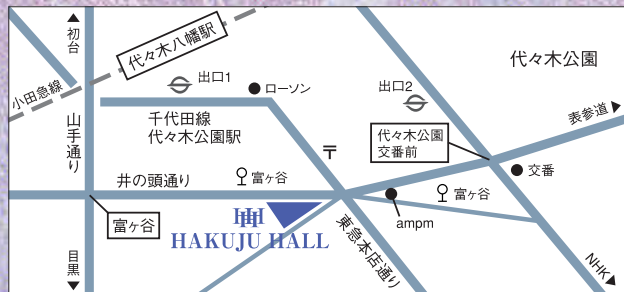 初台
代々木八幡駅
小田急線
山手通り
出口1
ローソン
千代田線
代々木公園駅
出口2
代々木公園
表参道
代々木公園
交番前
交番
〒
井の頭通り
富ヶ谷
富ヶ谷
富ヶ谷
ampm
HH
HAKUJU HALL
東急本店通り
目黒
NHK